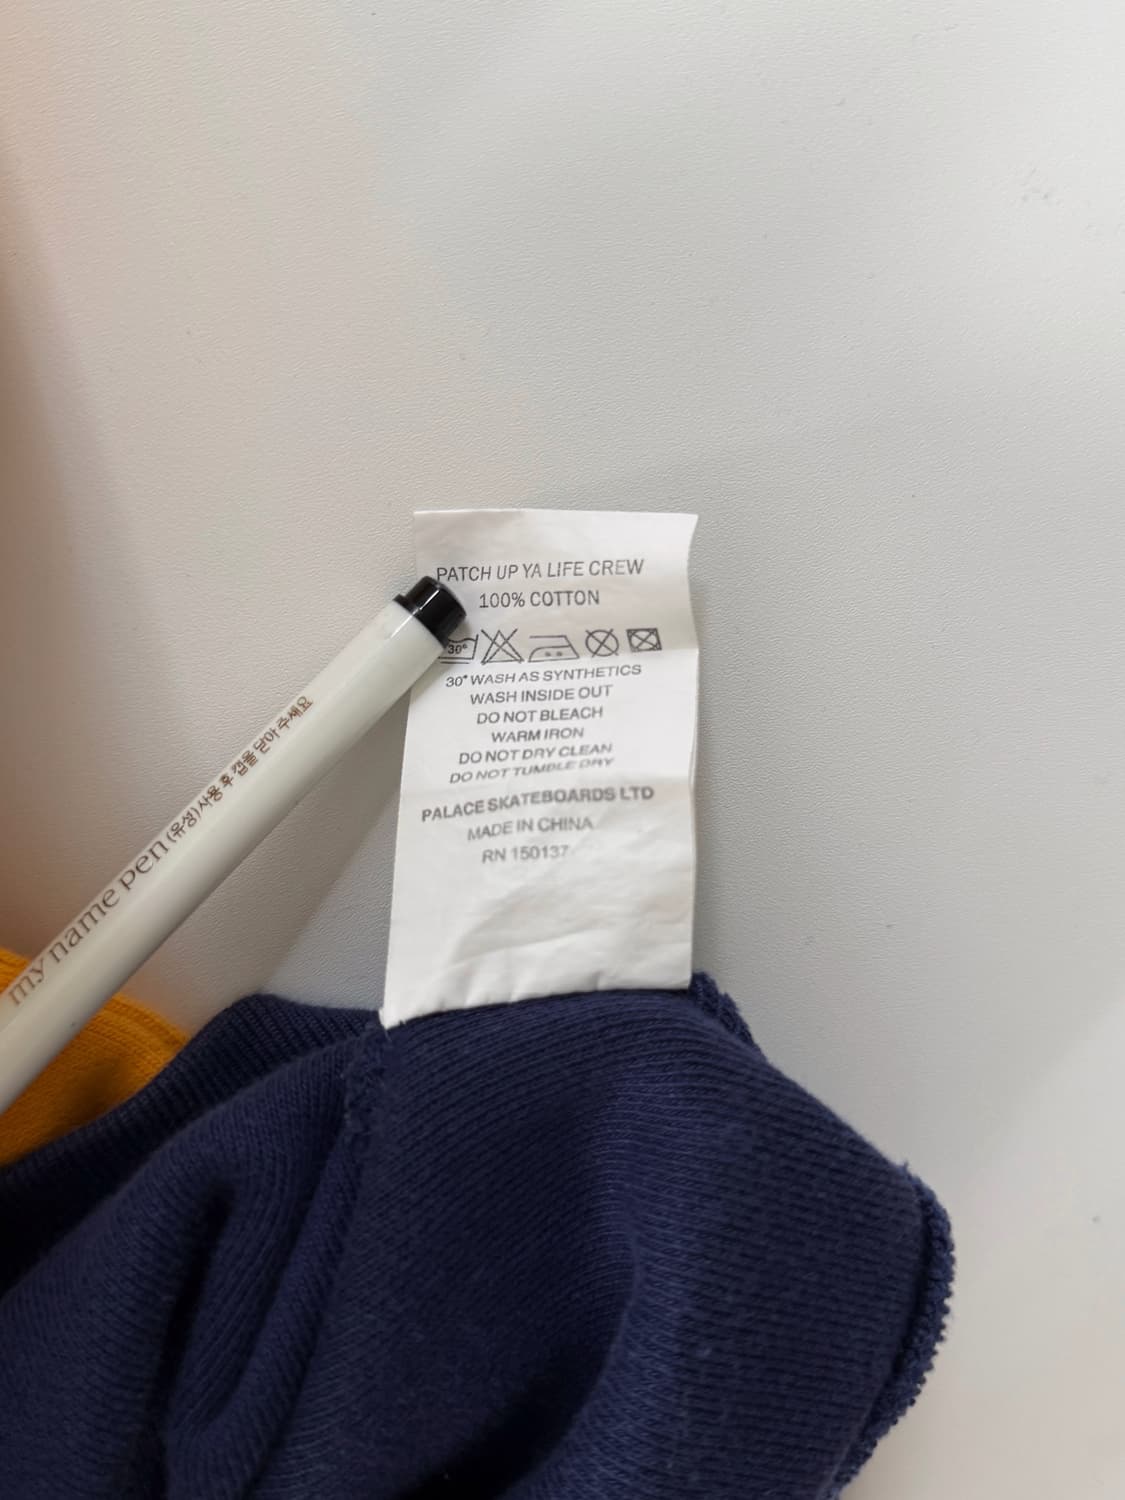 PATCH UP YA LIFE CREW
100% COTTON
30°
30° WASH AS SYNTHETICS
WASH INSIDE OUT
DO NOT BLEACH
WARM IRON
DO NOT DRY CLEAN
DO NOT TUMBLE DRY
PALACE SKATEBOARDS LTD
MADE IN CHINA
RN 150137
my name pen (유성) 사용 후 캡을 닫아 주세요